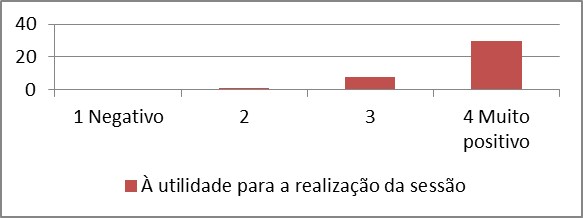 40
20
0
1 Negativo
2
3
4 Muito
positivo
À utilidade para a realização da sessão